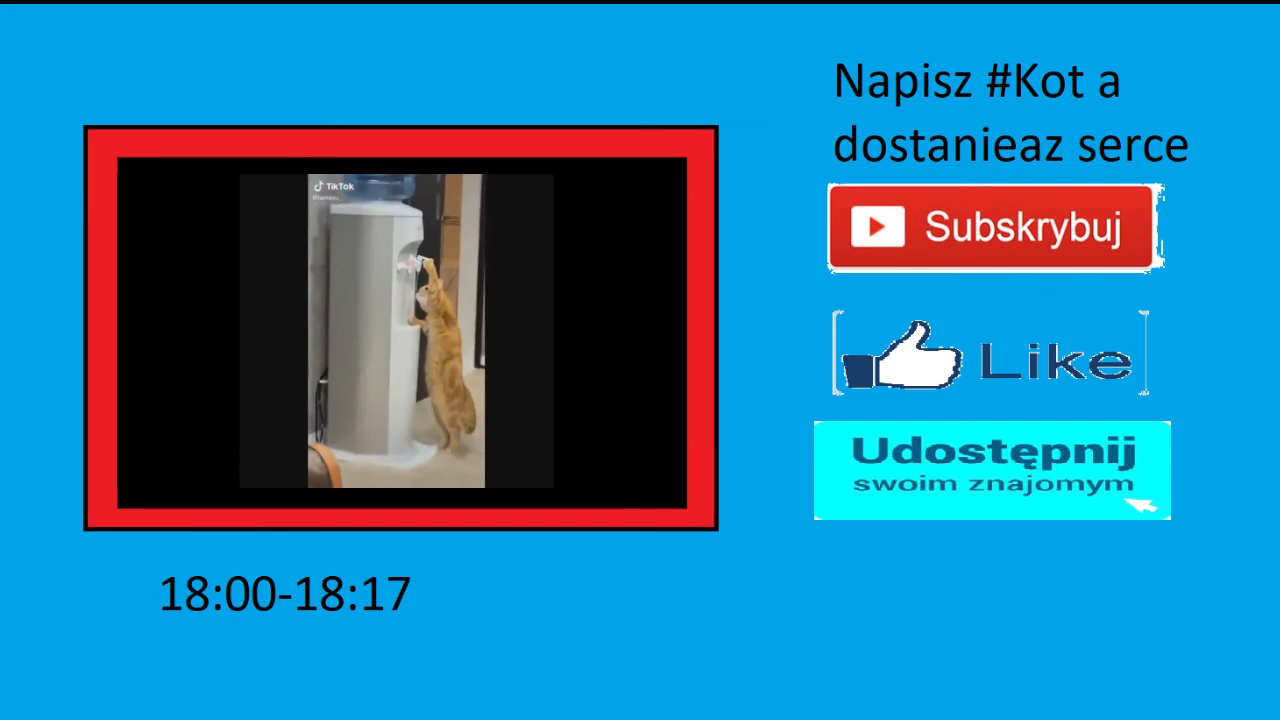 Napisz #Kot a
dostanieaz serce
TikTok
Subskrybuj
Like
Udostępnij
swoim znajomym
18:00-18:17